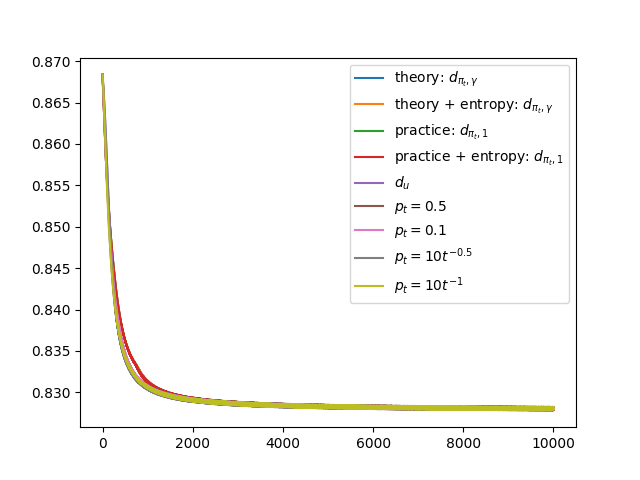 0.870
0.865
0.860
0.855
0.850
0.845
0.840
0.835
0.830
0 2000 4000 6000 8000 10000
theory: $d_{\pi_t,\gamma}$
theory + entropy: $d_{\pi_t,\gamma}$
practice: $d_{\pi_t,1}$
practice + entropy: $d_{\pi_t,1}$
$d_u$
$p_t = 0.5$
$p_t = 0.1$
$p_t = 10t^{-0.5}$
$p_t = 10t^{-1}$